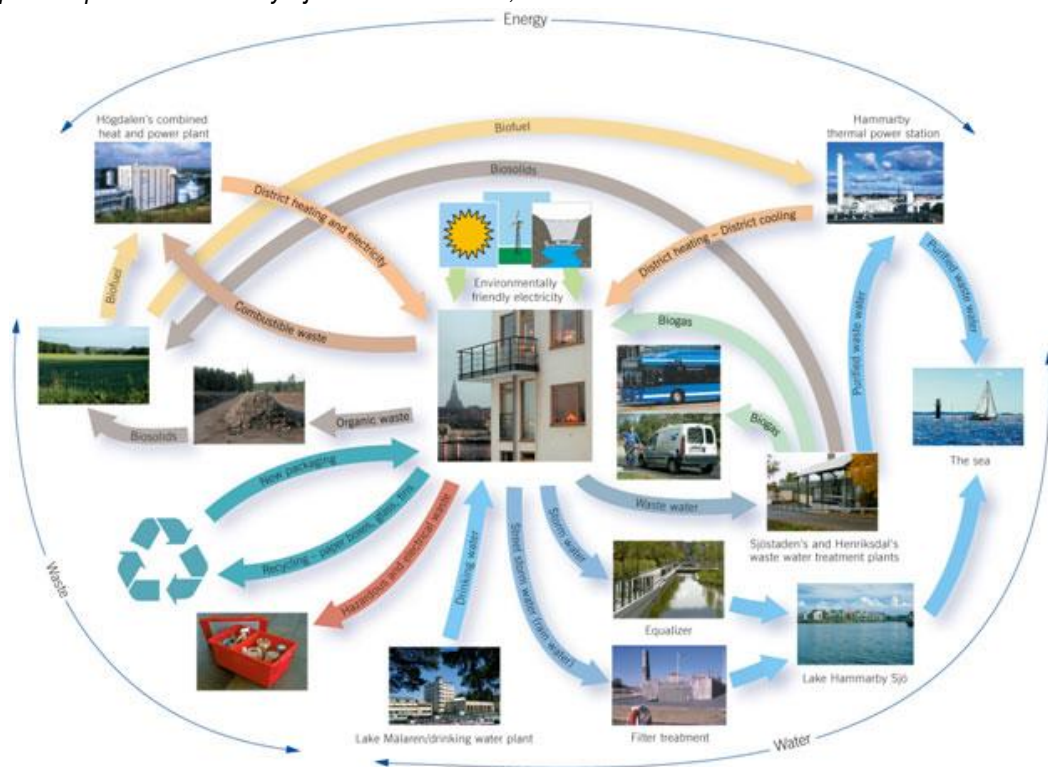 Energy
Högdalen's combined
heat and power plant
Hammarby
thermal power station
Biofuel
Biosolids
District heating and electricity
District heating – District cooling
Environmentally
friendly electricity
Biofuel
Combustible waste
Biogas
Purified waste water
Purified waste water
Organic waste
Biosolids
Biogas
The sea
New packaging
Waste water
Sjöstaden's and Henriksdal's
waste water treatment plants
Recycling – paper boxes, glass, tins
Hazardous and electrical waste
Drinking water
Storm water
Street storm water (rain water)
Waste
Equalizer
Lake Hammarby Sjö
Lake Mälaren/drinking water plant
Filter treatment
Water